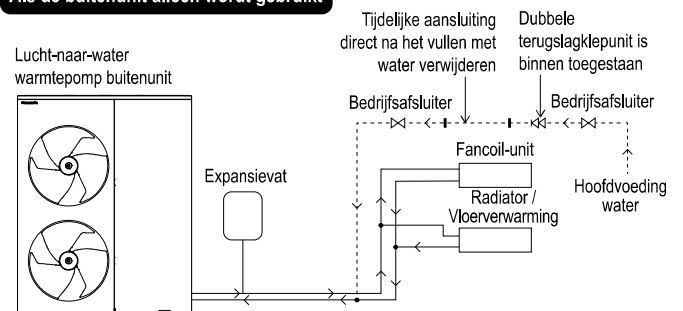 Als de buitenunit alleen wordt gebruikt
Tijdelijke aansluiting
direct na het vullen met
water verwijderen
Dubbele
terugslagklepunit is
binnen toegestaan
Lucht-naar-water
warmtepomp buitenunit
Bedrijfsafsluiter
Bedrijfsafsluiter
Fancoil-unit
Expansievat
Radiator /
Vloerverwarming
Hoofdvoeding
water